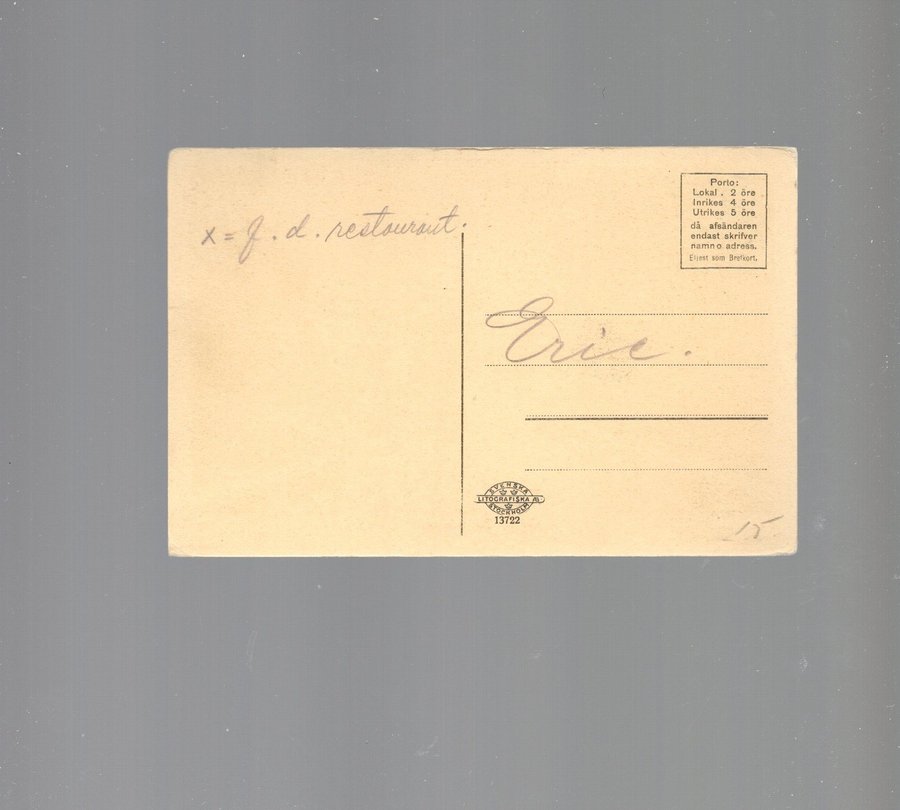 x = f. d. restaurant.
Porto:
Lokal . 2 öre
Inrikes 4 öre
Utrikes 5 öre
då afsändaren
endast skrifver
namn o. adress.
Eljest som Brefkort.
Eric.
SVENSKA
LITOGRAFISKA AB
STOCKHOLM
13722
15